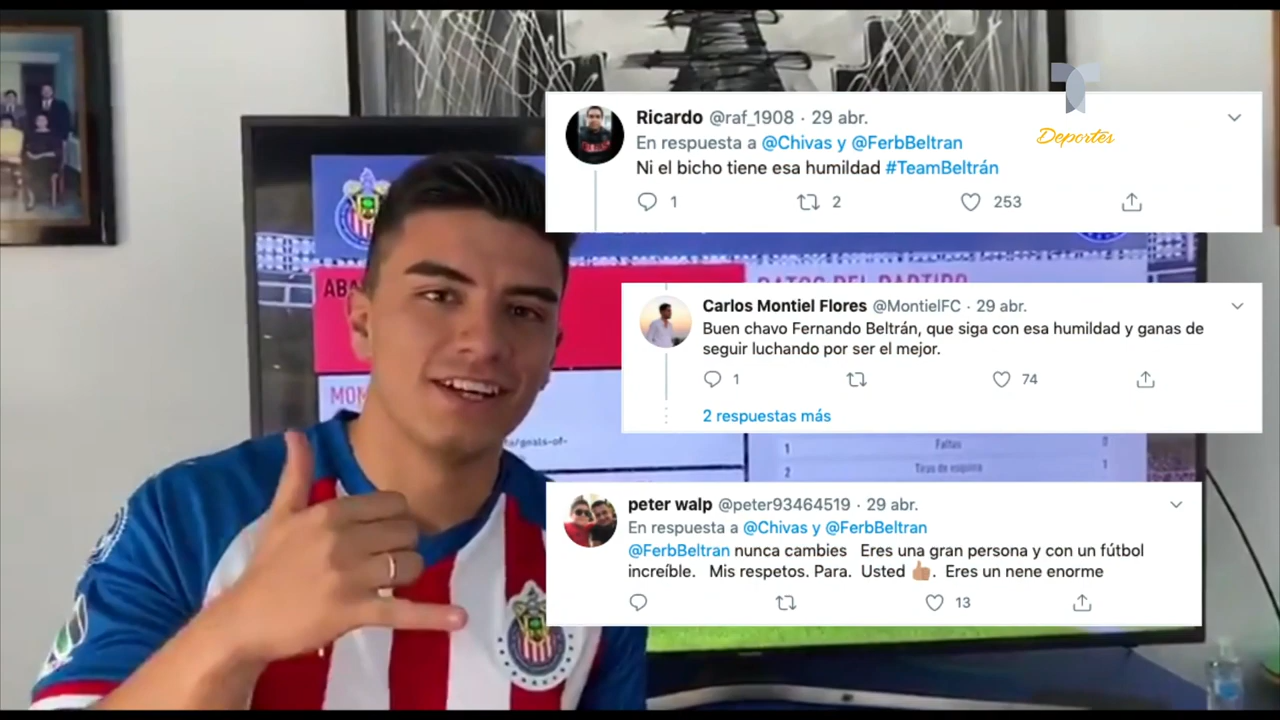 Ricardo @raf_1908 · 29 abr.
En respuesta a @Chivas y @FerbBeltran
Ni el bicho tiene esa humildad #TeamBeltrán
1 2 253
Deportes
Carlos Montiel Flores @MontielFC · 29 abr.
Buen chavo Fernando Beltrán, que siga con esa humildad y ganas de
seguir luchando por ser el mejor.
1 74
2 respuestas más
DATOS DEL PARTIDO
1 Faltas 0
2 Tiros de esquina 1
peter walp @peter93464519 · 29 abr.
En respuesta a @Chivas y @FerbBeltran
@FerbBeltran nunca cambies Eres una gran persona y con un fútbol
increíble. Mis respetos. Para. Usted 👍🏽. Eres un nene enorme
13